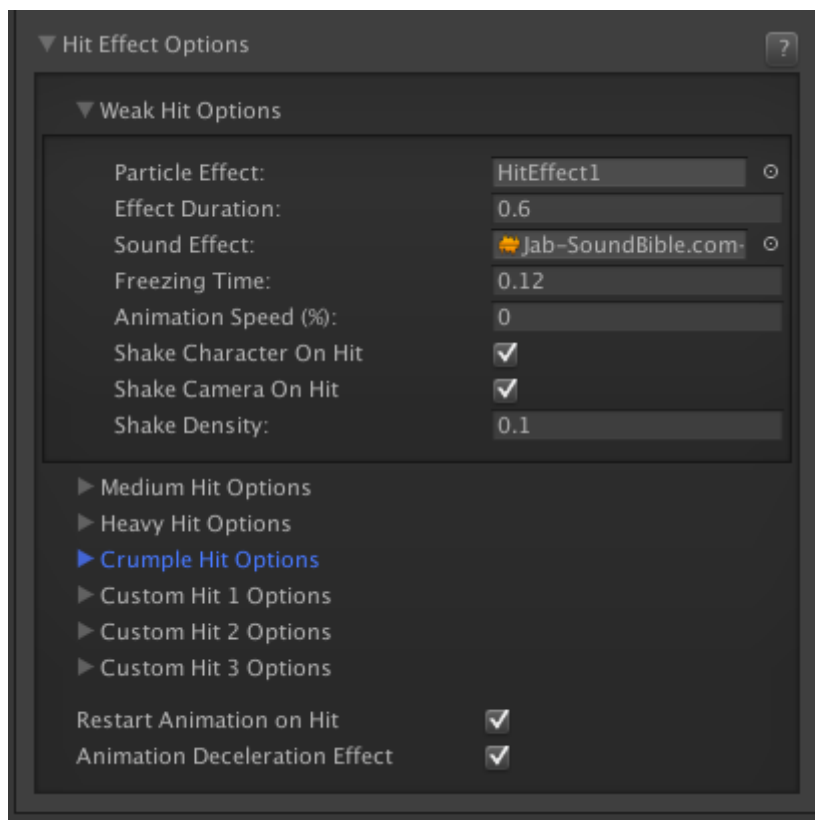 Hit Effect Options ?
Weak Hit Options
Particle Effect: HitEffect1
Effect Duration: 0.6
Sound Effect: Jab-SoundBible.com-
Freezing Time: 0.12
Animation Speed (%): 0
Shake Character On Hit
Shake Camera On Hit
Shake Density: 0.1
Medium Hit Options
Heavy Hit Options
Crumple Hit Options
Custom Hit 1 Options
Custom Hit 2 Options
Custom Hit 3 Options
Restart Animation on Hit
Animation Deceleration Effect